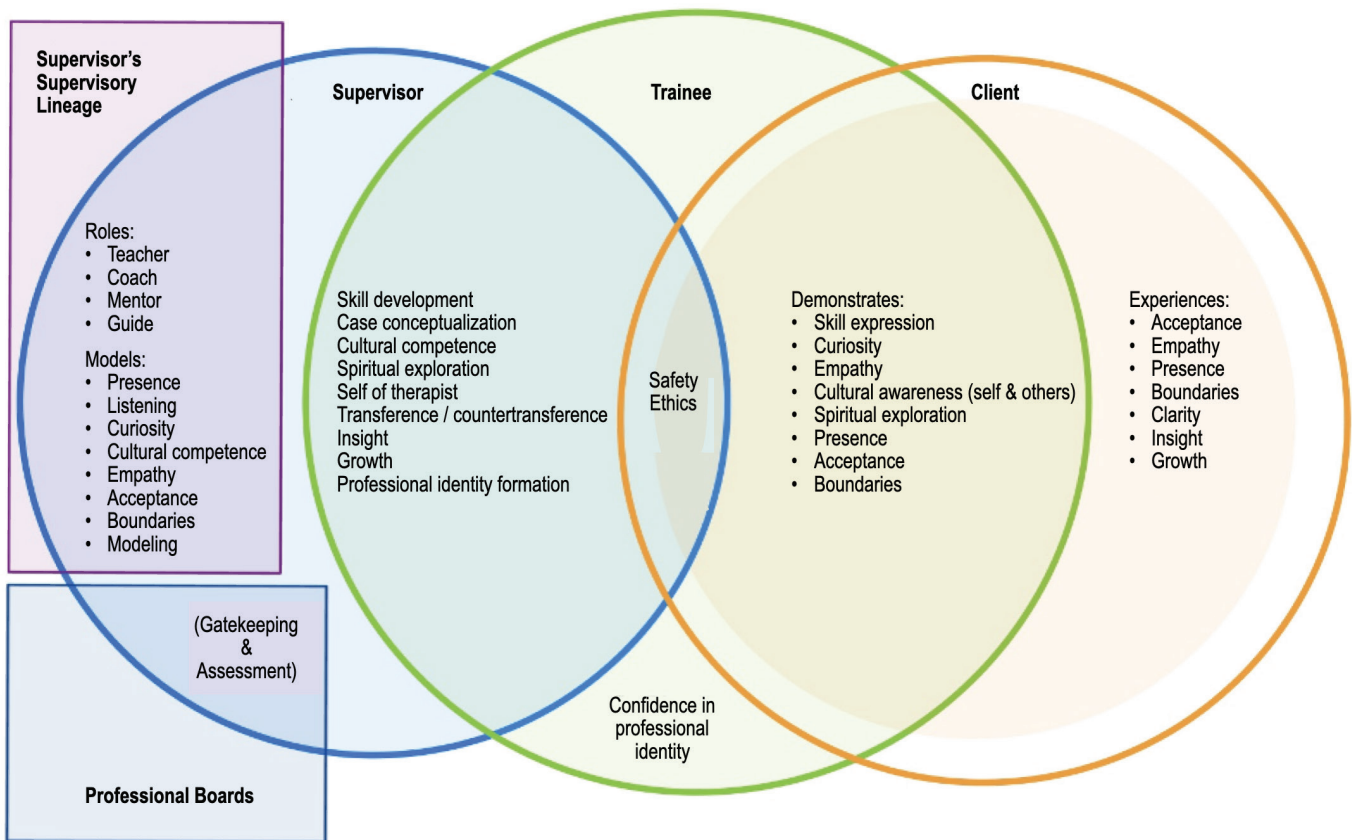 Supervisor's
Supervisory
Lineage
Supervisor
Trainee
Client
Roles:
• Teacher
• Coach
• Mentor
• Guide
Models:
• Presence
• Listening
• Curiosity
• Cultural competence
• Empathy
• Acceptance
• Boundaries
• Modeling
Skill development
Case conceptualization
Cultural competence
Spiritual exploration
Self of therapist
Transference / countertransference
Insight
Growth
Professional identity formation
Safety
Ethics
Demonstrates:
• Skill expression
• Curiosity
• Empathy
• Cultural awareness (self & others)
• Spiritual exploration
• Presence
• Acceptance
• Boundaries
Experiences:
• Acceptance
• Empathy
• Presence
• Boundaries
• Clarity
• Insight
• Growth
(Gatekeeping
&
Assessment)
Confidence in
professional
identity
Professional Boards